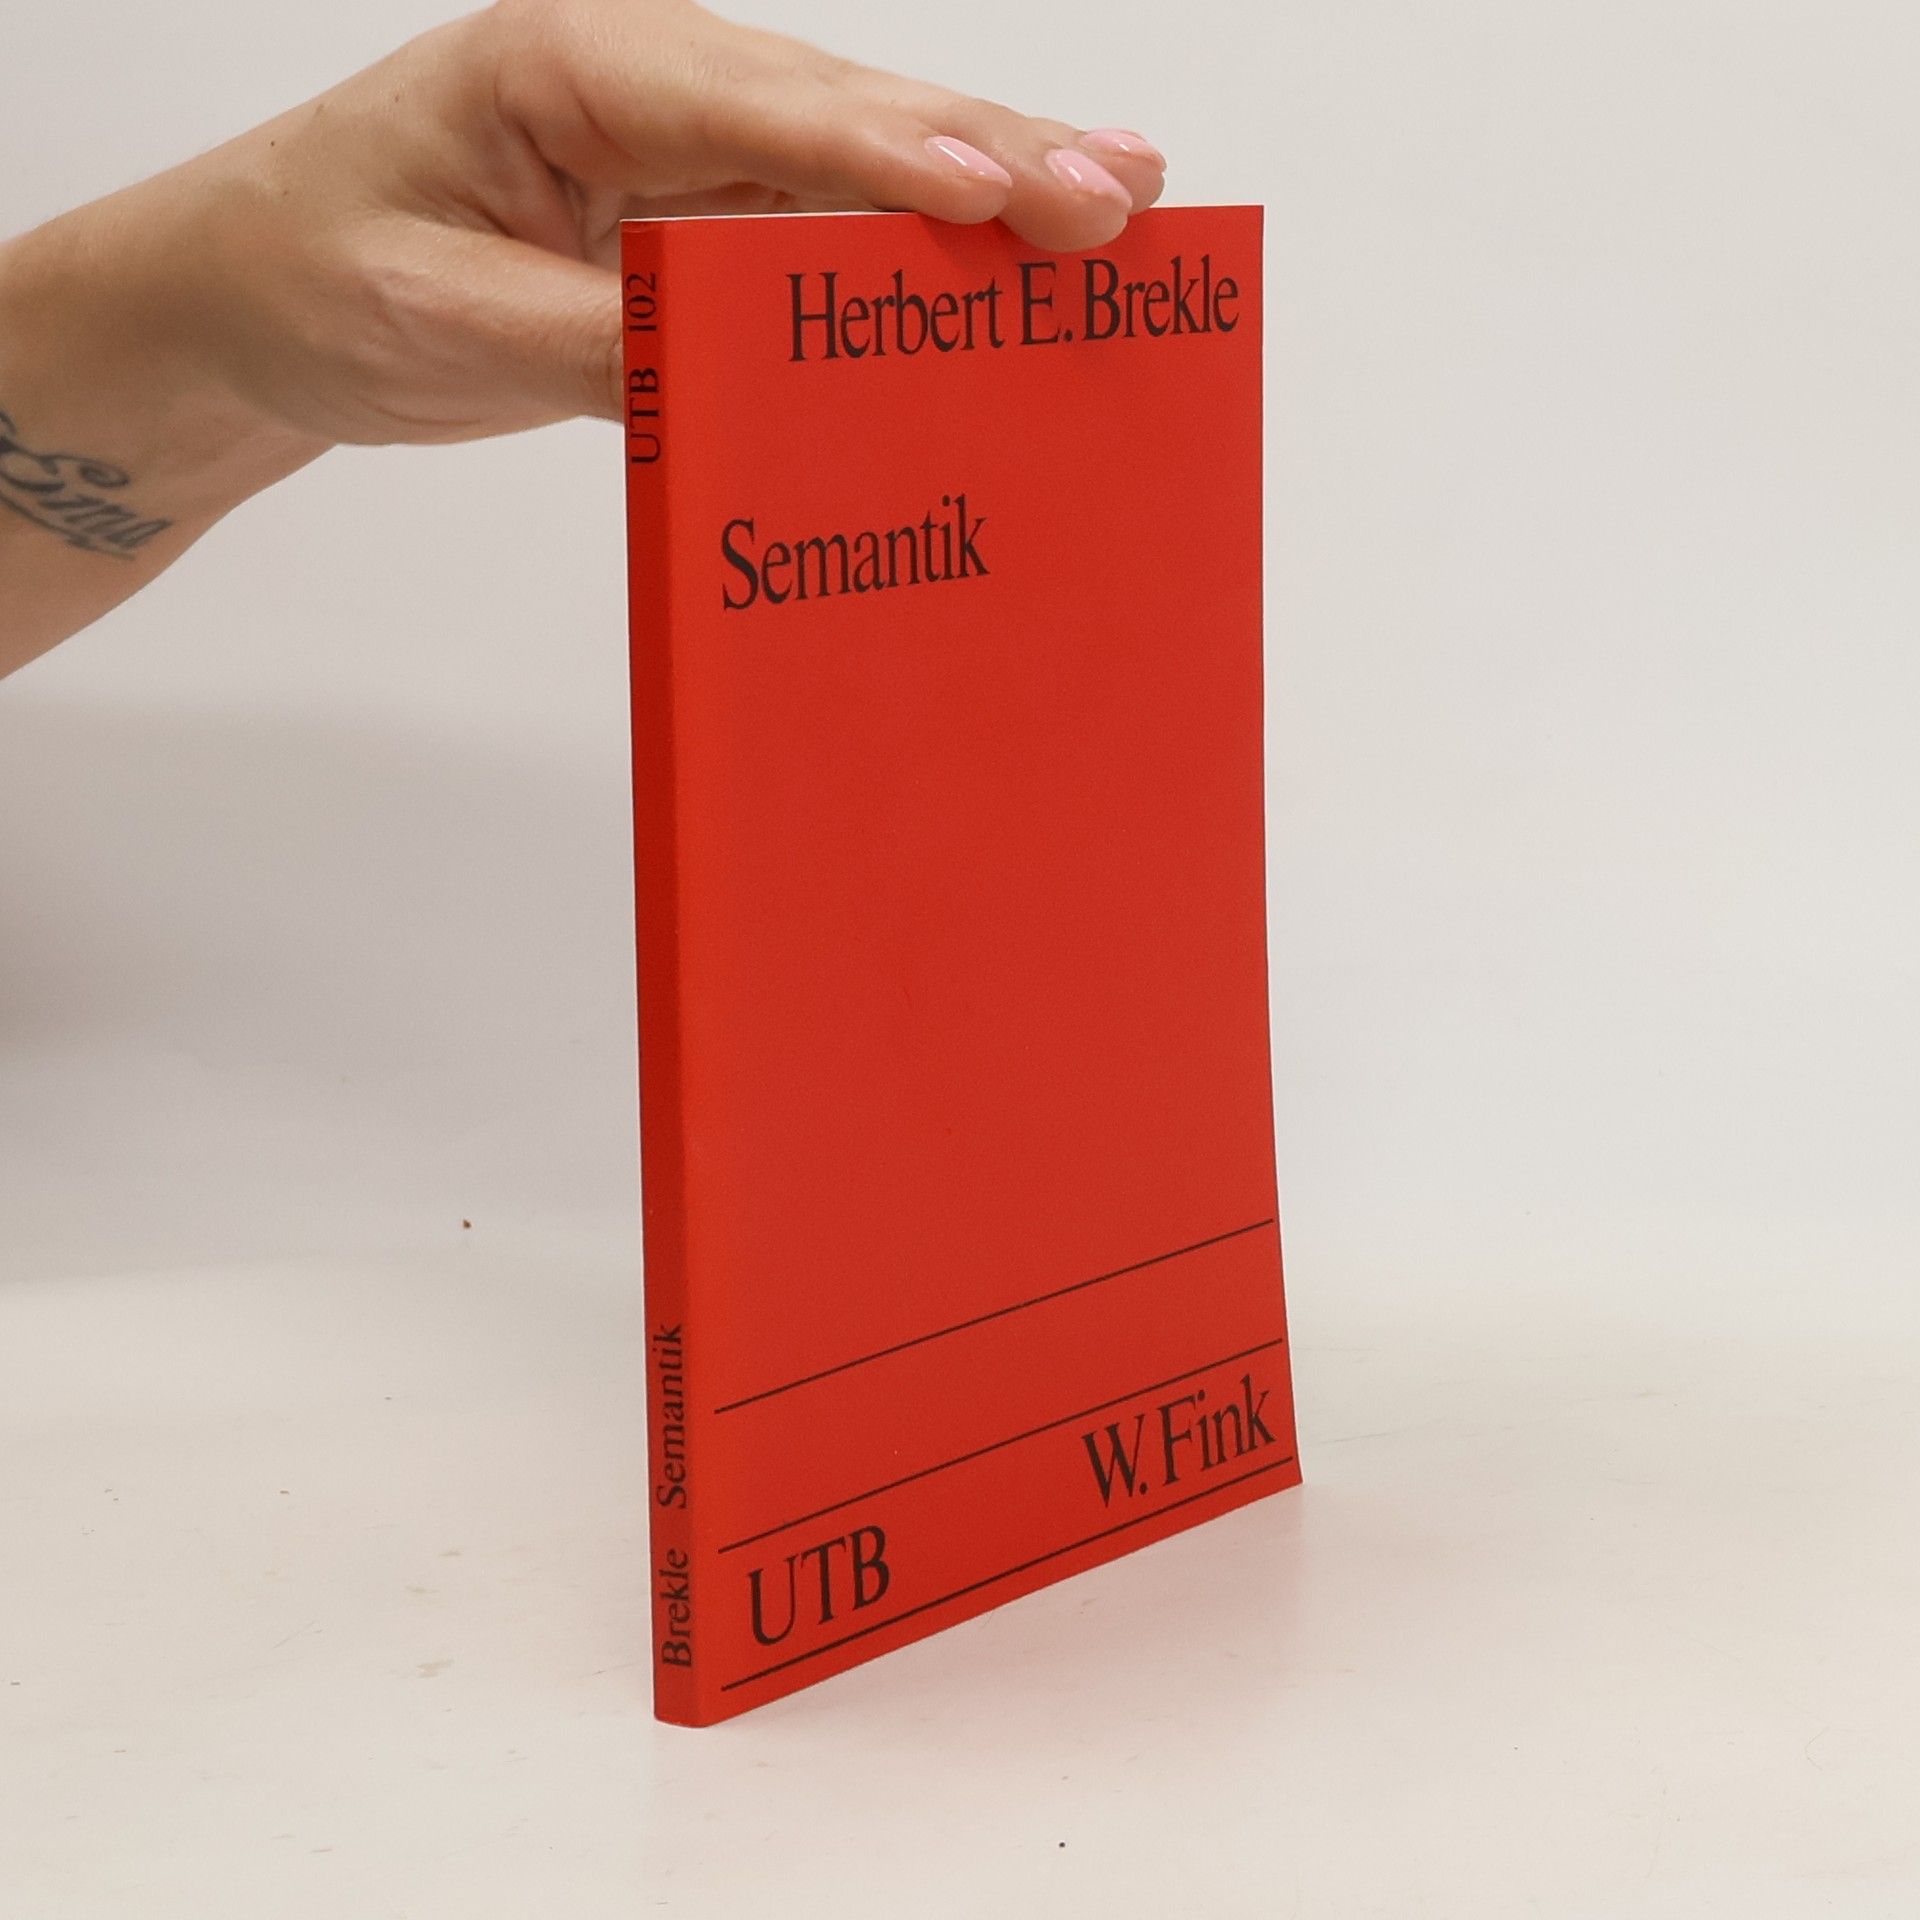 Herbert E. Brekle
Semantik
W. Fink
UTB
UTB 102
Brekle Semantik